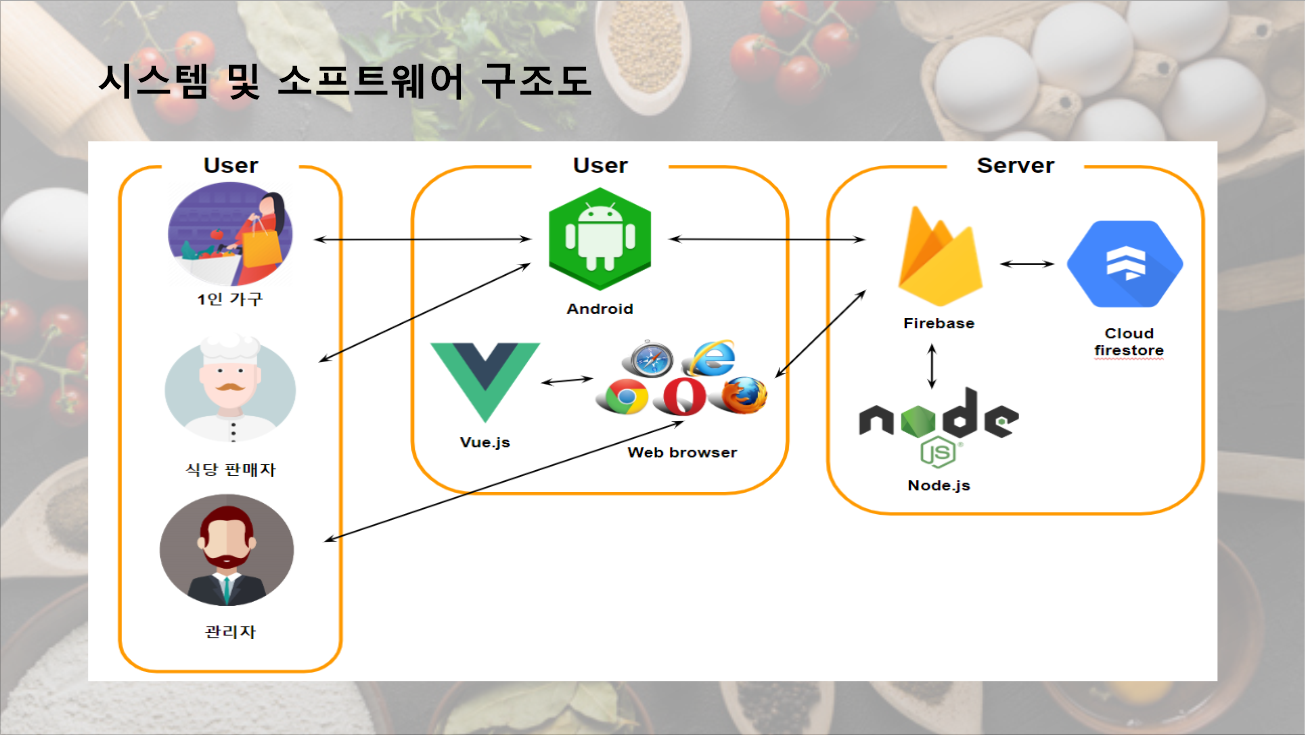 시스템 및 소프트웨어 구조도
User
1인 가구
식당 판매자
관리자
User
Android
Vue.js
Web browser
Server
Firebase
Cloud
firestore
node
JS
Node.js